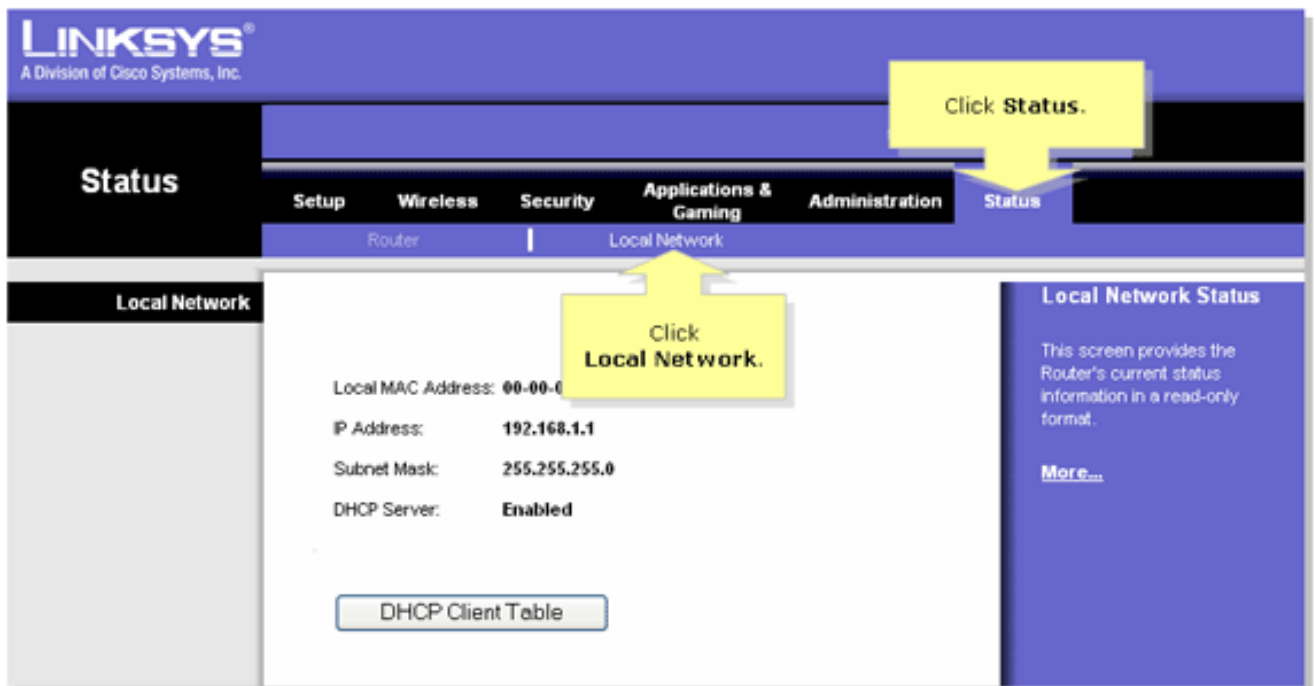 LINKSYS®
A Division of Cisco Systems, Inc.
Click Status.
Status
Setup Wireless Security Applications & Gaming Administration Status
Router Local Network
Local Network
Click
Local Network.
Local MAC Address: 00-00-0
IP Address: 192.168.1.1
Subnet Mask: 255.255.255.0
DHCP Server: Enabled
DHCP Client Table
Local Network Status
This screen provides the
Router's current status
information in a read-only
format.
More...